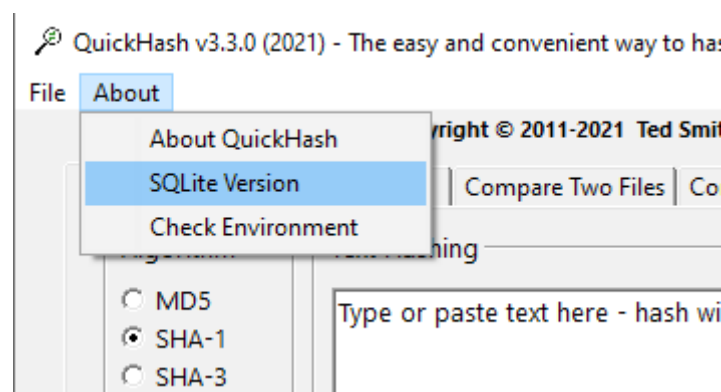 QuickHash v3.3.0 (2021) - The easy and convenient way to has
File About
About QuickHash
right © 2011-2021 Ted Smit
SQLite Version
Compare Two Files Co
Check Environment
MD5
Type or paste text here - hash wi
SHA-1
SHA-3